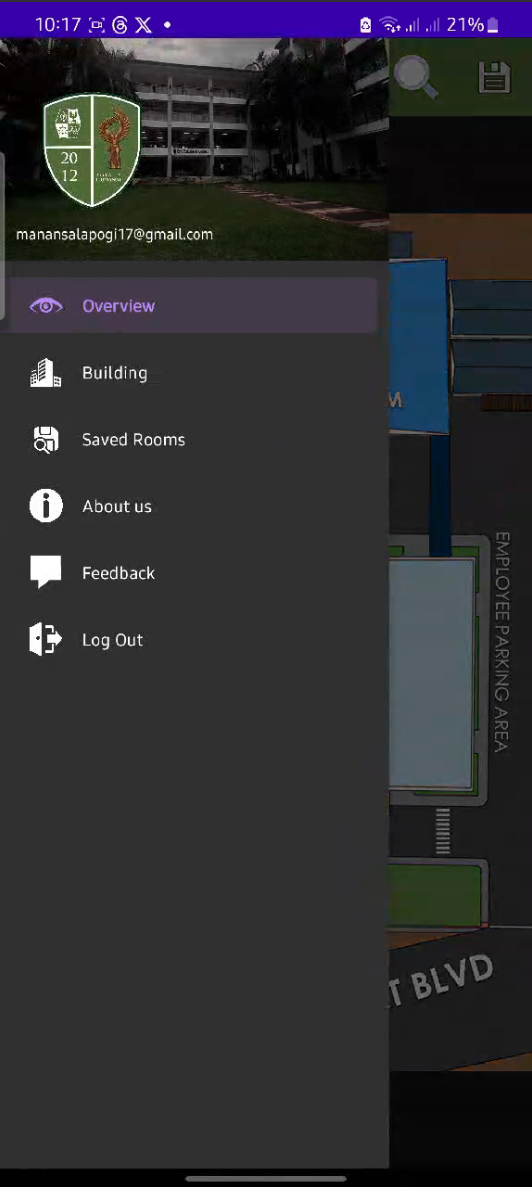 10:17
21%
20
12
manansalapogi17@gmail.com
Overview
Building
Saved Rooms
About us
Feedback
Log Out
M
EMPLOYEE PARKING AREA
T BLVD